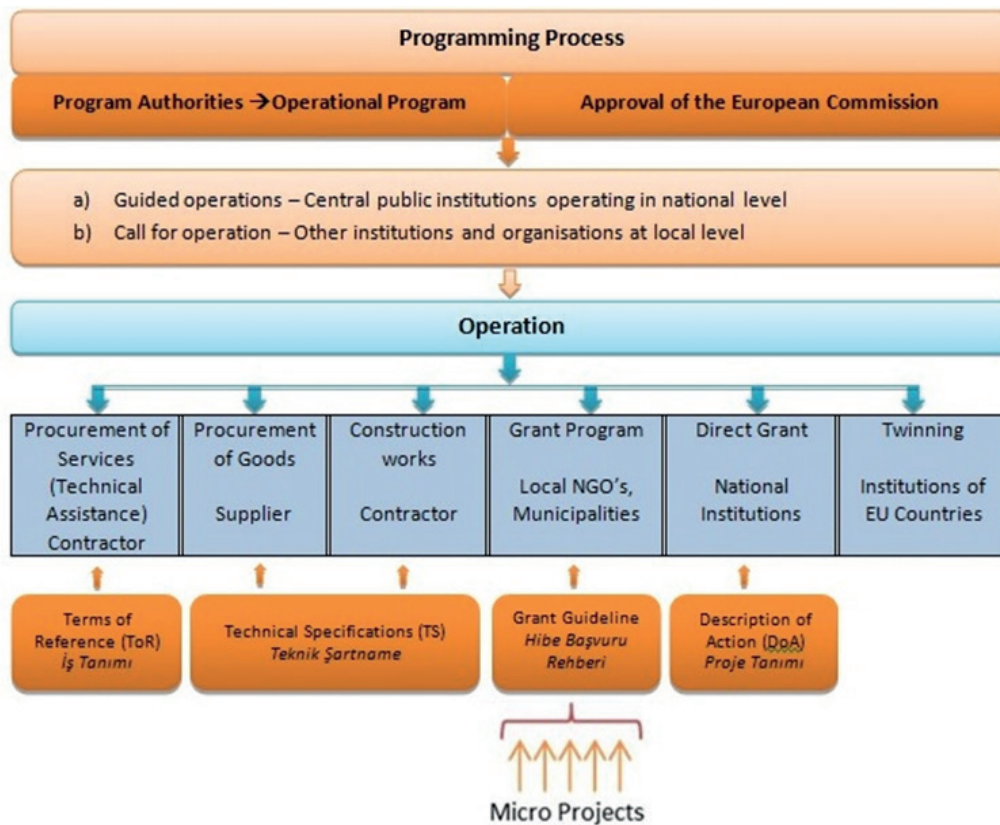 Programming Process
Program Authorities →Operational Program
Approval of the European Commission
a) Guided operations – Central public institutions operating in national level
b) Call for operation – Other institutions and organisations at local level
Operation
Procurement of
Services
(Technical
Assistance)
Contractor
Procurement
of Goods
Supplier
Construction
works
Contractor
Grant Program
Local NGO's,
Municipalities
Direct Grant
National
Institutions
Twinning
Institutions of
EU Countries
Terms of
Reference (ToR)
İş Tanımı
Technical Specifications (TS)
Teknik Şartname
Grant Guideline
Hibe Başvuru
Rehberi
Description of
Action (DoA)
Proje Tanımı
Micro Projects